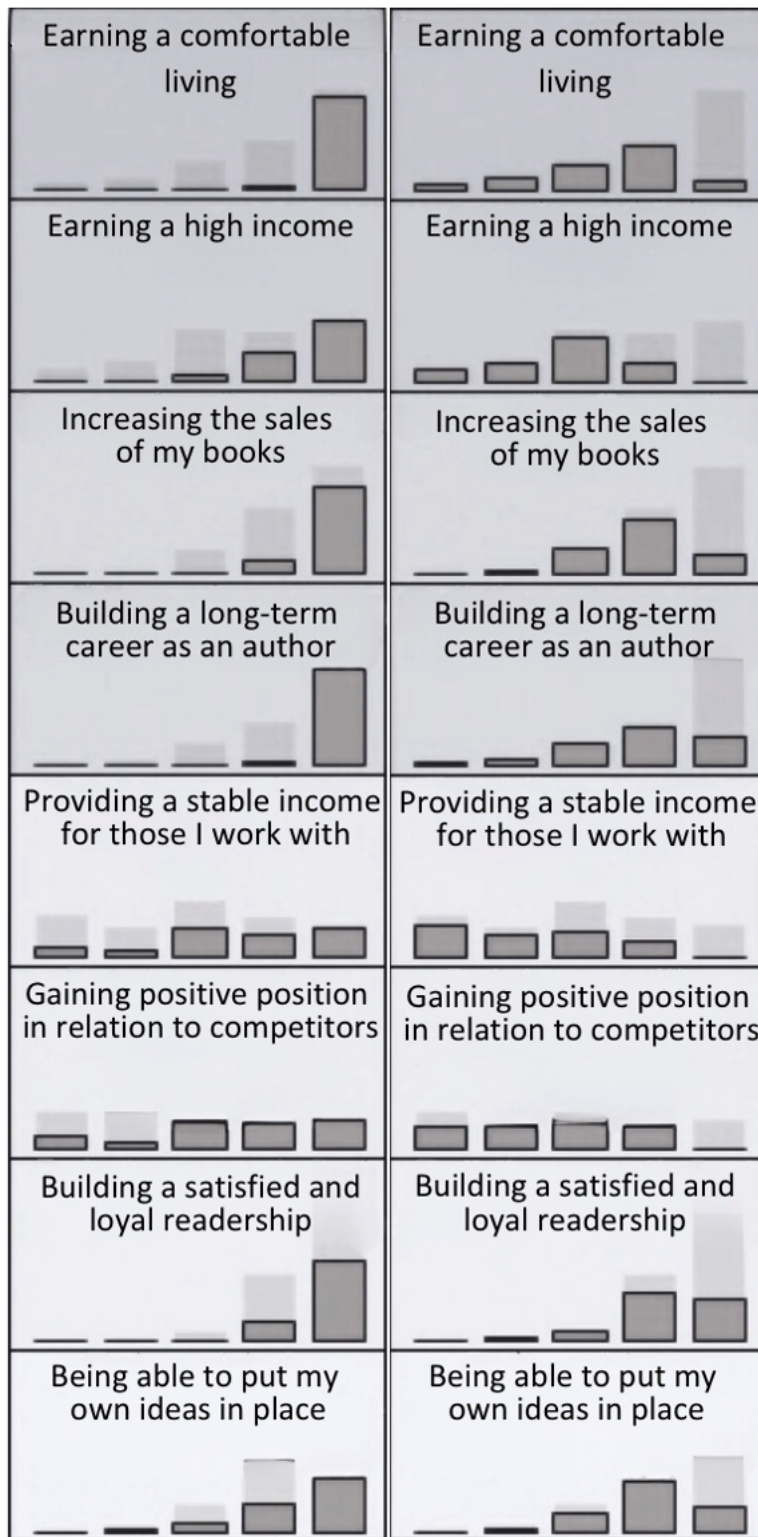 Earning a comfortable
living
Earning a comfortable
living
Earning a high income
Earning a high income
Increasing the sales
of my books
Increasing the sales
of my books
Building a long-term
career as an author
Building a long-term
career as an author
Providing a stable income
for those I work with
Providing a stable income
for those I work with
Gaining positive position
in relation to competitors
Gaining positive position
in relation to competitors
Building a satisfied and
loyal readership
Building a satisfied and
loyal readership
Being able to put my
own ideas in place
Being able to put my
own ideas in place